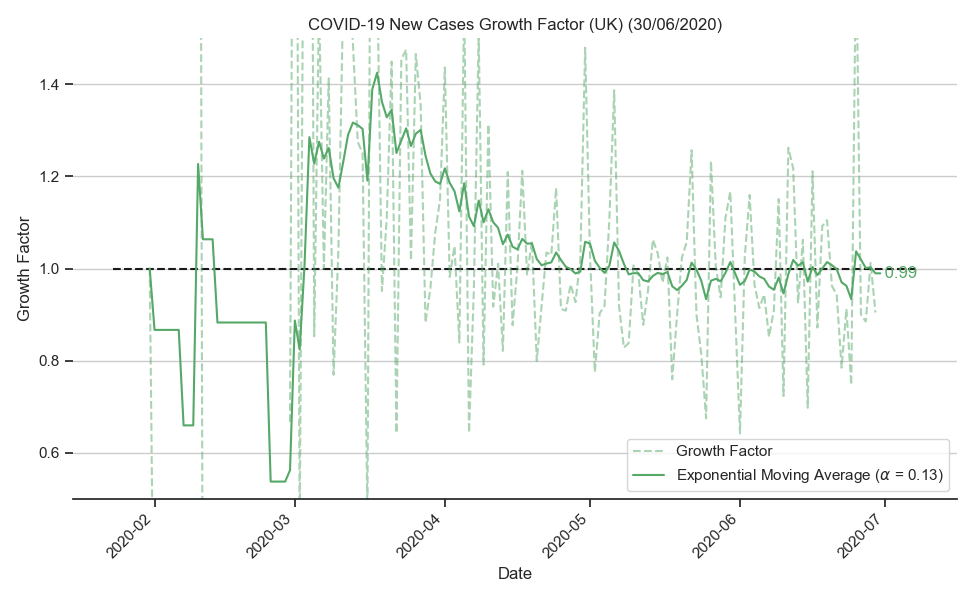 COVID-19 New Cases Growth Factor (UK) (30/06/2020)
Growth Factor
1.4
1.2
1.0
0.8
0.6
0.99
Growth Factor
Exponential Moving Average (α = 0.13)
2020-02
2020-03
2020-04
2020-05
2020-06
2020-07
Date